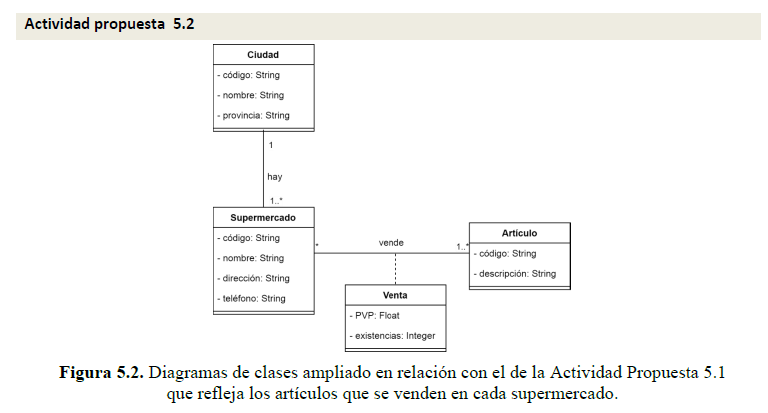 Actividad propuesta 5.2
Ciudad
- código: String
- nombre: String
- provincia: String
1
hay
1..*
Supermercado
- código: String
- nombre: String
- dirección: String
- teléfono: String
*
vende
1..*
Artículo
- código: String
- descripción: String
Venta
- PVP: Float
- existencias: Integer
Figura 5.2. Diagramas de clases ampliado en relación con el de la Actividad Propuesta 5.1
que refleja los artículos que se venden en cada supermercado.